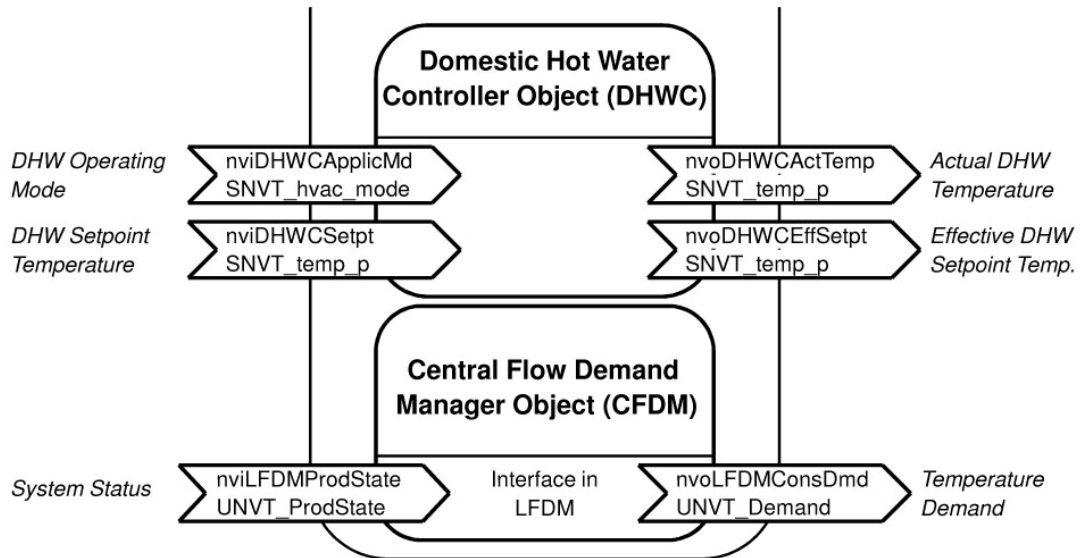 Domestic Hot Water
Controller Object (DHWC)
DHW Operating
Mode
nviDHWCApplicMd
SNVT_hvac_mode
nvoDHWCActTemp
SNVT_temp_p
Actual DHW
Temperature
DHW Setpoint
Temperature
nviDHWCSetpt
SNVT_temp_p
nvoDHWCEffSetpt
SNVT_temp_p
Effective DHW
Setpoint Temp.
Central Flow Demand
Manager Object (CFDM)
System Status
nviLFDMProdState
UNVT_ProdState
Interface in
LFDM
nvoLFDMConsDmd
UNVT_Demand
Temperature
Demand